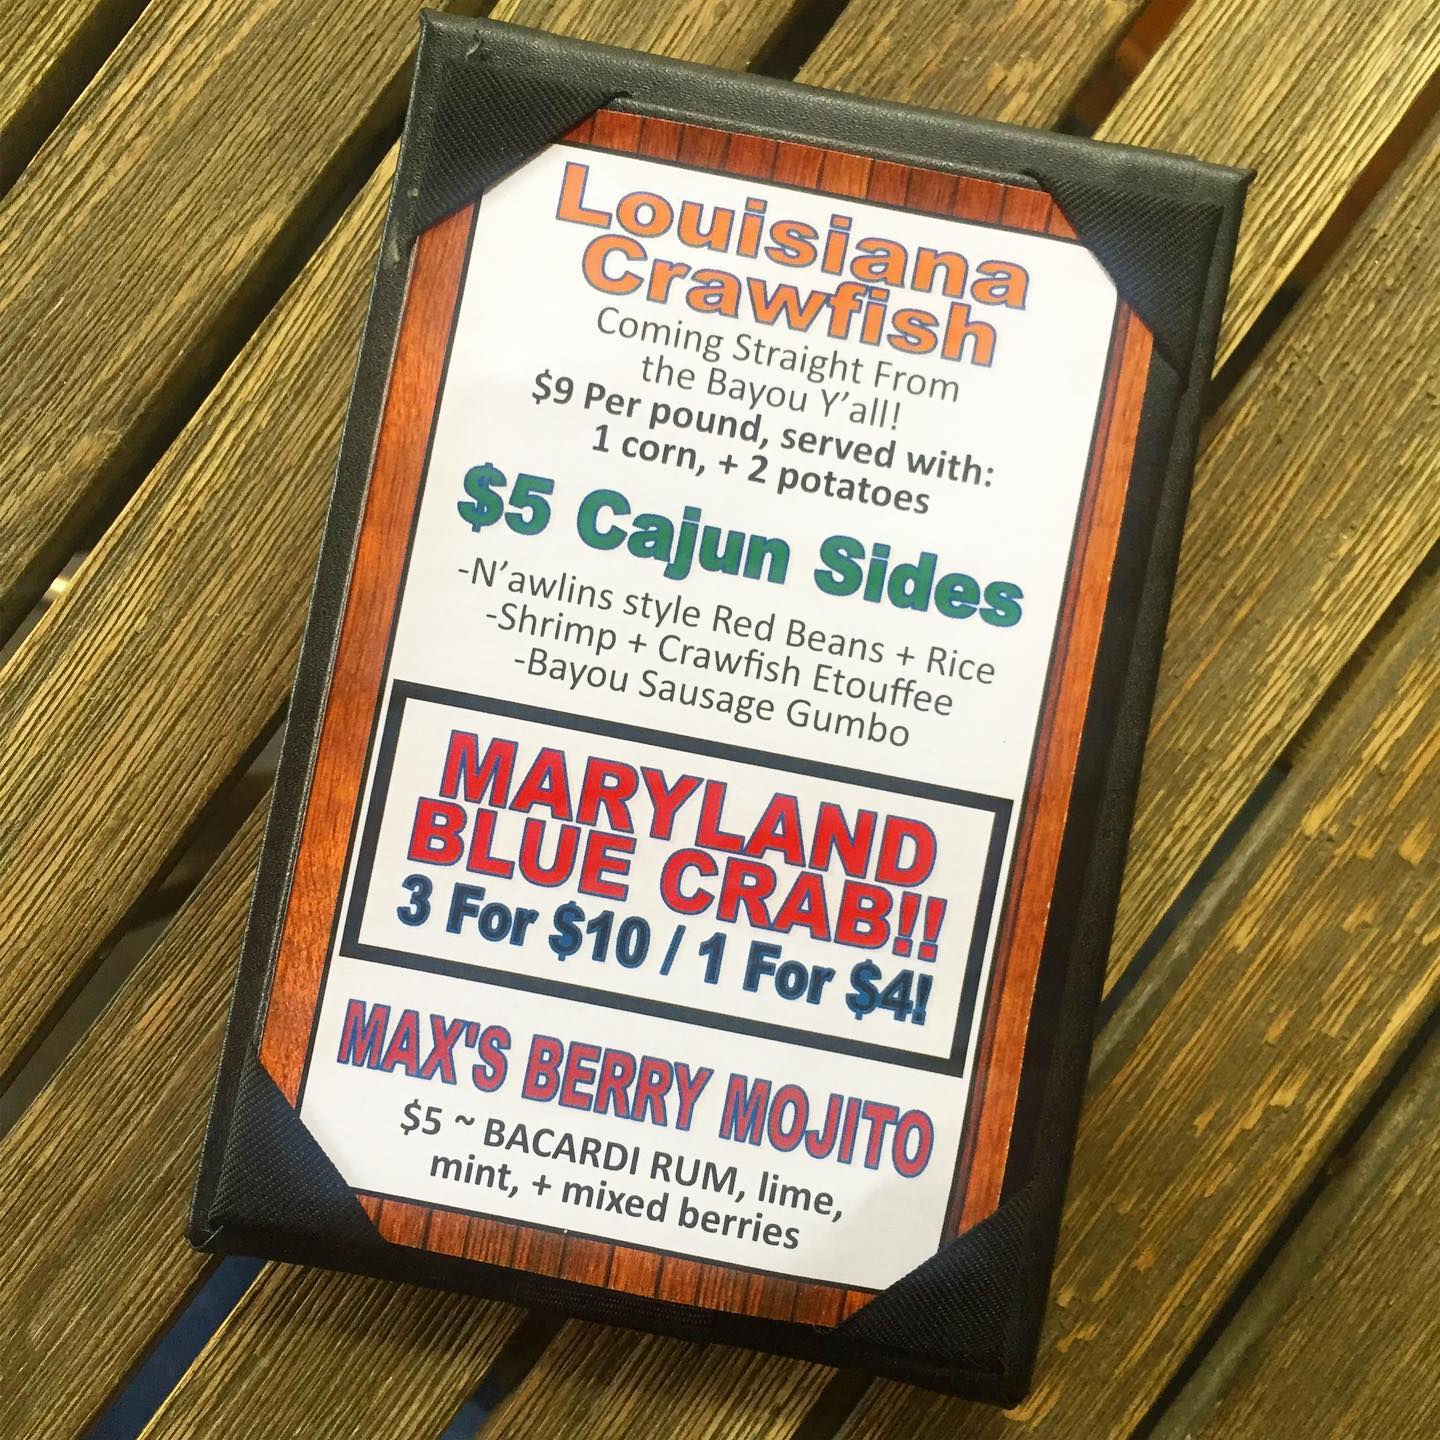 Louisiana
Crawfish
Coming Straight From
the Bayou Y'all!
$9 Per pound, served with:
1 corn, + 2 potatoes
$5 Cajun Sides
-N'awlins style Red Beans + Rice
-Shrimp + Crawfish Etouffee
-Bayou Sausage Gumbo
MARYLAND
BLUE CRAB!!
3 For $10 / 1 For $4!
MAX'S BERRY MOJITO
$5 ~ BACARDI RUM, lime,
mint, + mixed berries